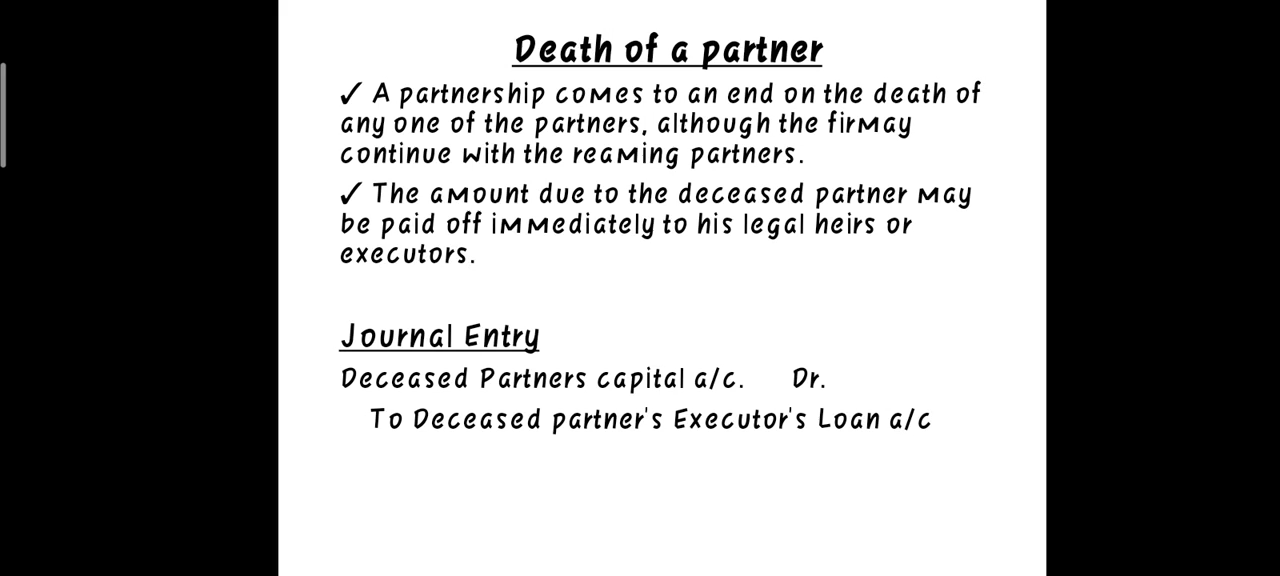 Death of a partner
✓ A partnership comes to an end on the death of
any one of the partners, although the firmay
continue with the reaming partners.
✓ The amount due to the deceased partner may
be paid off immediately to his legal heirs or
executors.
Journal Entry
Deceased Partners capital a/c. Dr.
To Deceased partner's Executor's Loan a/c